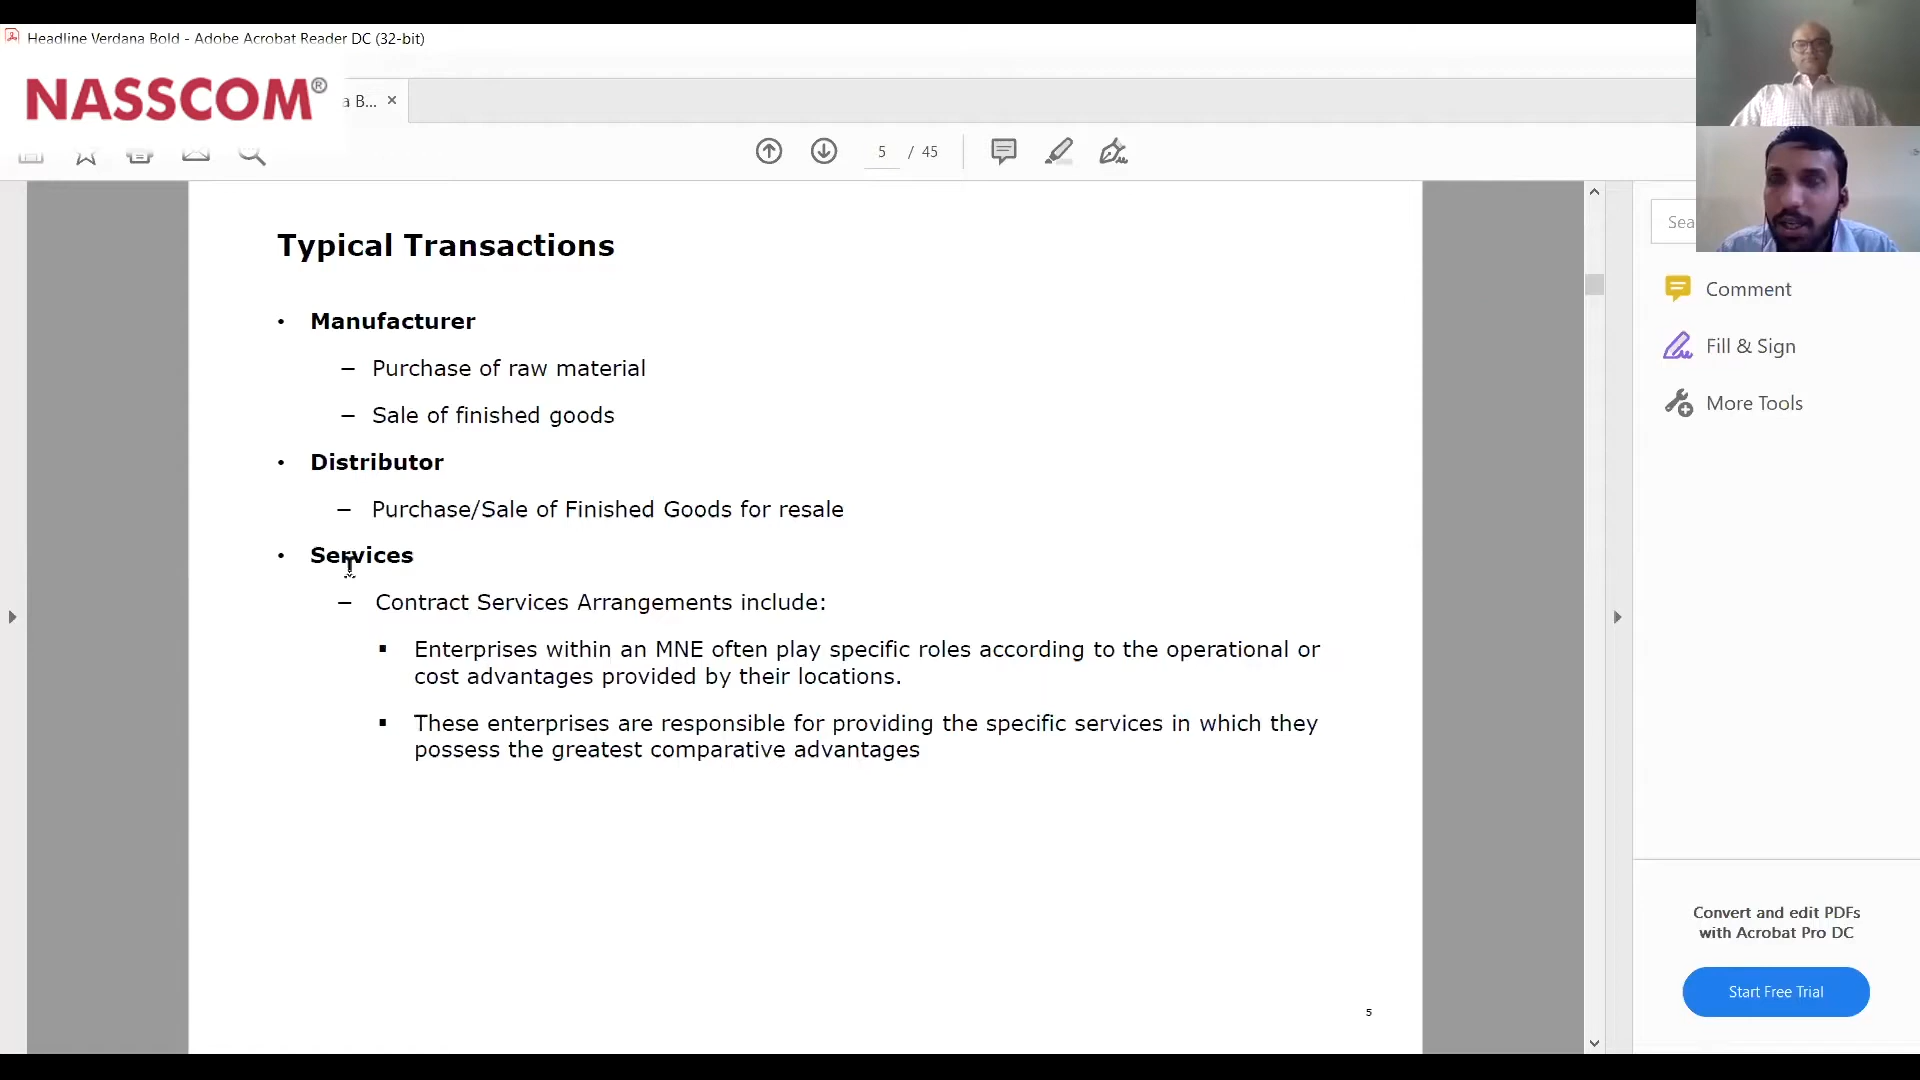 Headline Verdana Bold - Adobe Acrobat Reader DC (32-bit)
NASSCOM®
a B... ×
5 / 45
Sea
Typical Transactions
• Manufacturer
– Purchase of raw material
– Sale of finished goods
• Distributor
– Purchase/Sale of Finished Goods for resale
• Services
– Contract Services Arrangements include:
▪ Enterprises within an MNE often play specific roles according to the operational or
cost advantages provided by their locations.
▪ These enterprises are responsible for providing the specific services in which they
possess the greatest comparative advantages
5
Comment
Fill & Sign
More Tools
Convert and edit PDFs
with Acrobat Pro DC
Start Free Trial